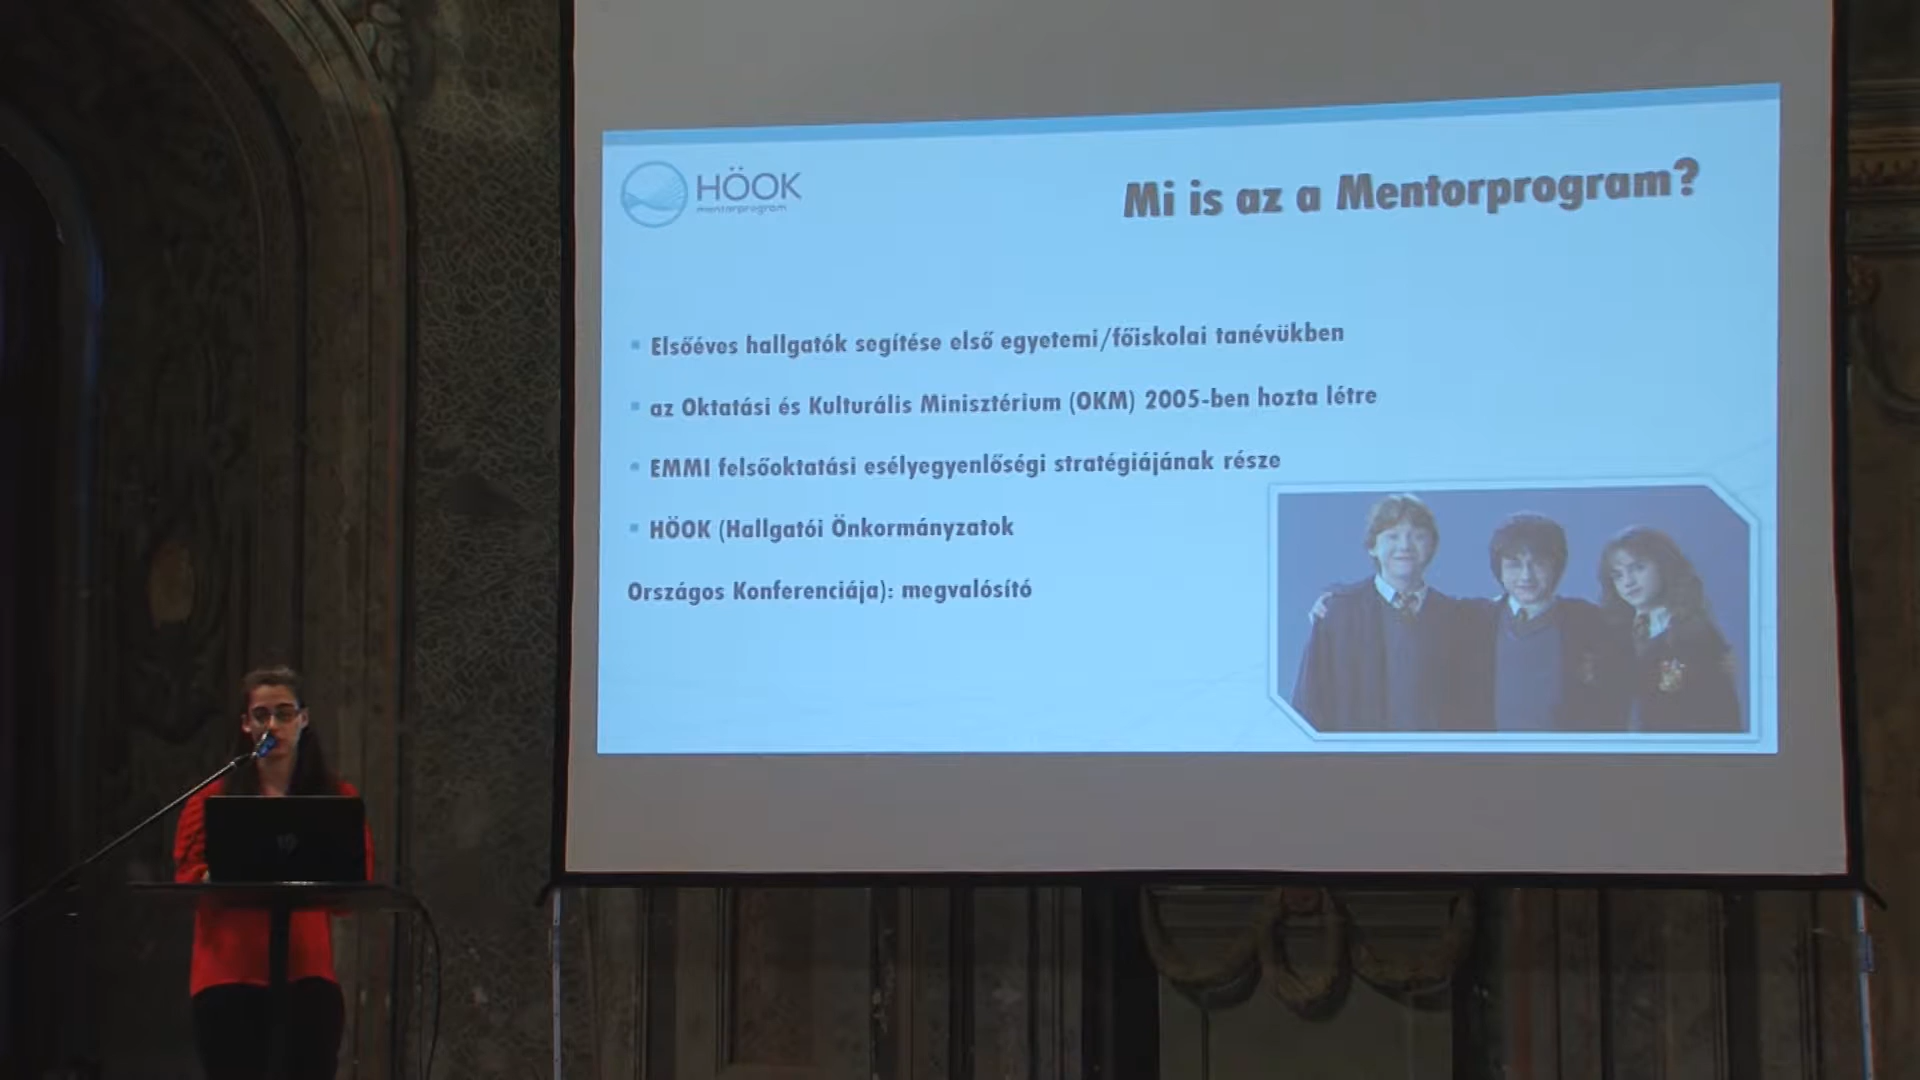 HÖOK
mentorprogram
Mi is az a Mentorprogram?
Elsőéves hallgatók segítése első egyetemi/főiskolai tanévükben
az Oktatási és Kulturális Minisztérium (OKM) 2005-ben hozta létre
EMMI felsőoktatási esélyegyenlőségi stratégiájának része
HÖOK (Hallgatói Önkormányzatok
Országos Konferenciája): megvalósító